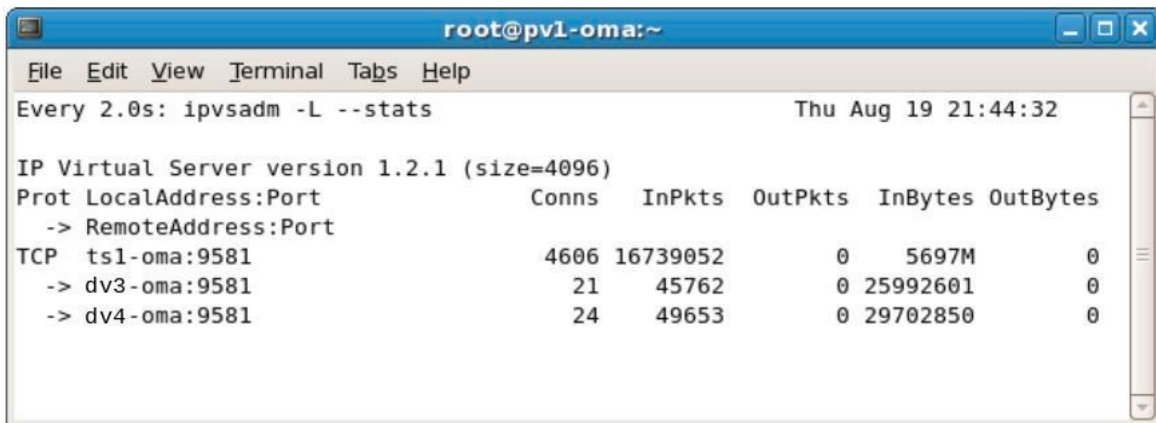 root@pv1-oma:~
File Edit View Terminal Tabs Help
Every 2.0s: ipvsadm -L --stats Thu Aug 19 21:44:32
IP Virtual Server version 1.2.1 (size=4096)
Prot LocalAddress:Port Conns InPkts OutPkts InBytes OutBytes
-> RemoteAddress:Port
TCP ts1-oma:9581 4606 16739052 0 5697M 0
-> dv3-oma:9581 21 45762 0 25992601 0
-> dv4-oma:9581 24 49653 0 29702850 0